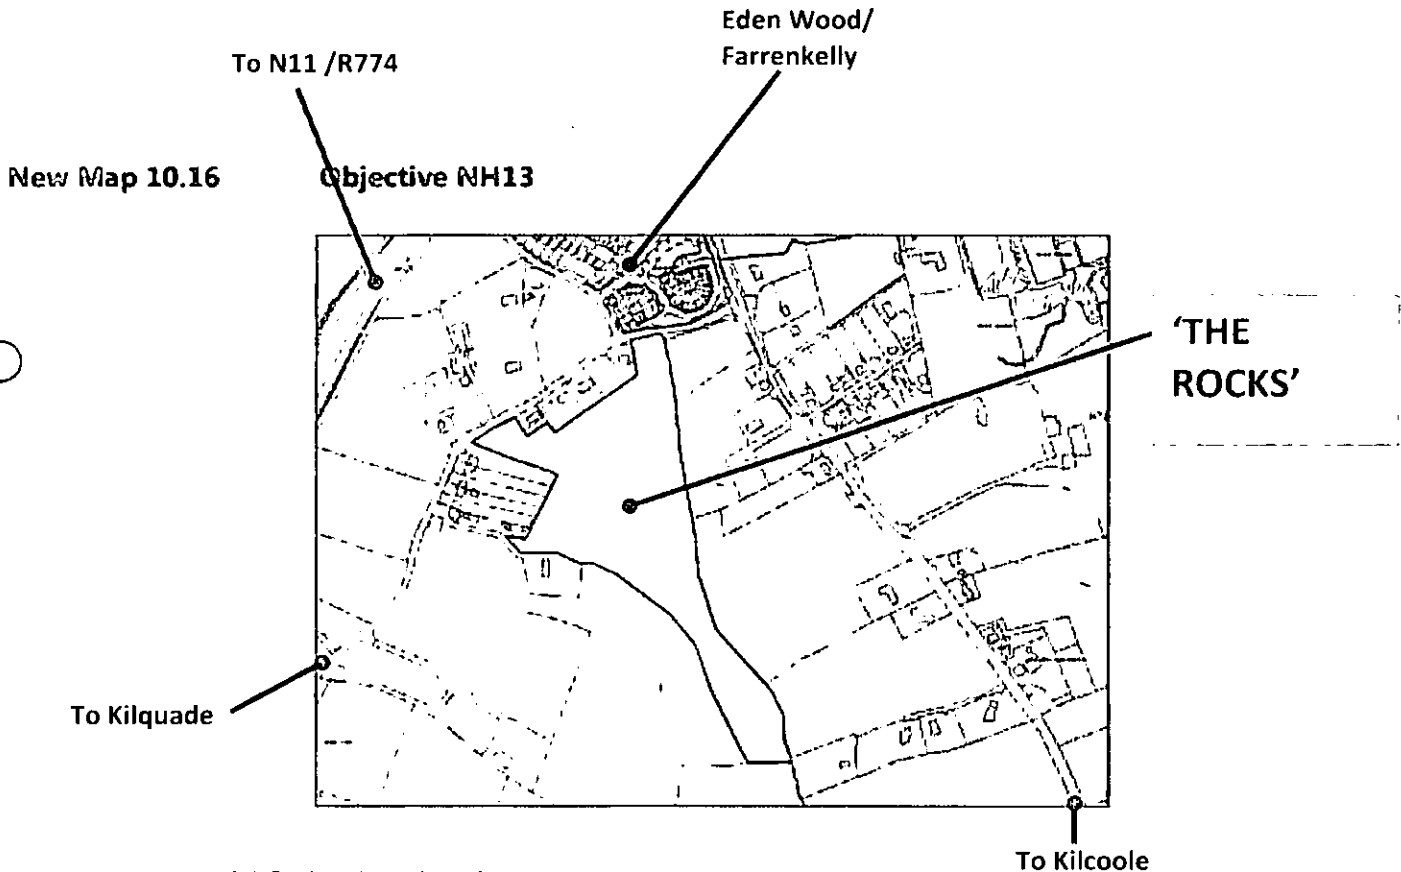 Eden Wood/
Farrenkelly
To N11 /R774
New Map 10.16 Objective NH13
'THE
ROCKS'
To Kilquade
To Kilcoole